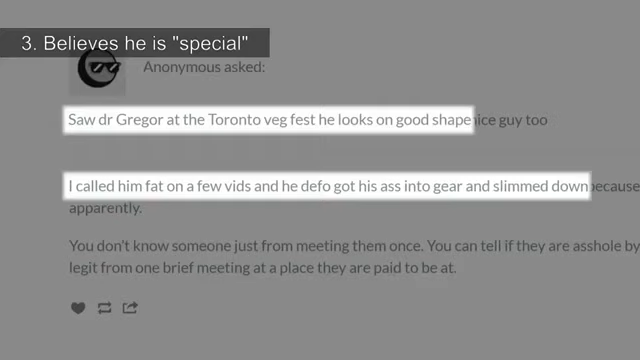 3. Believes he is "special"
Anonymous asked:
Saw dr Gregor at the Toronto veg fest he looks on good shape nice guy too
I called him fat on a few vids and he defo got his ass into gear and slimmed down because
apparently.
You don't know someone just from meeting them once. You can tell if they are asshole by
legit from one brief meeting at a place they are paid to be at.